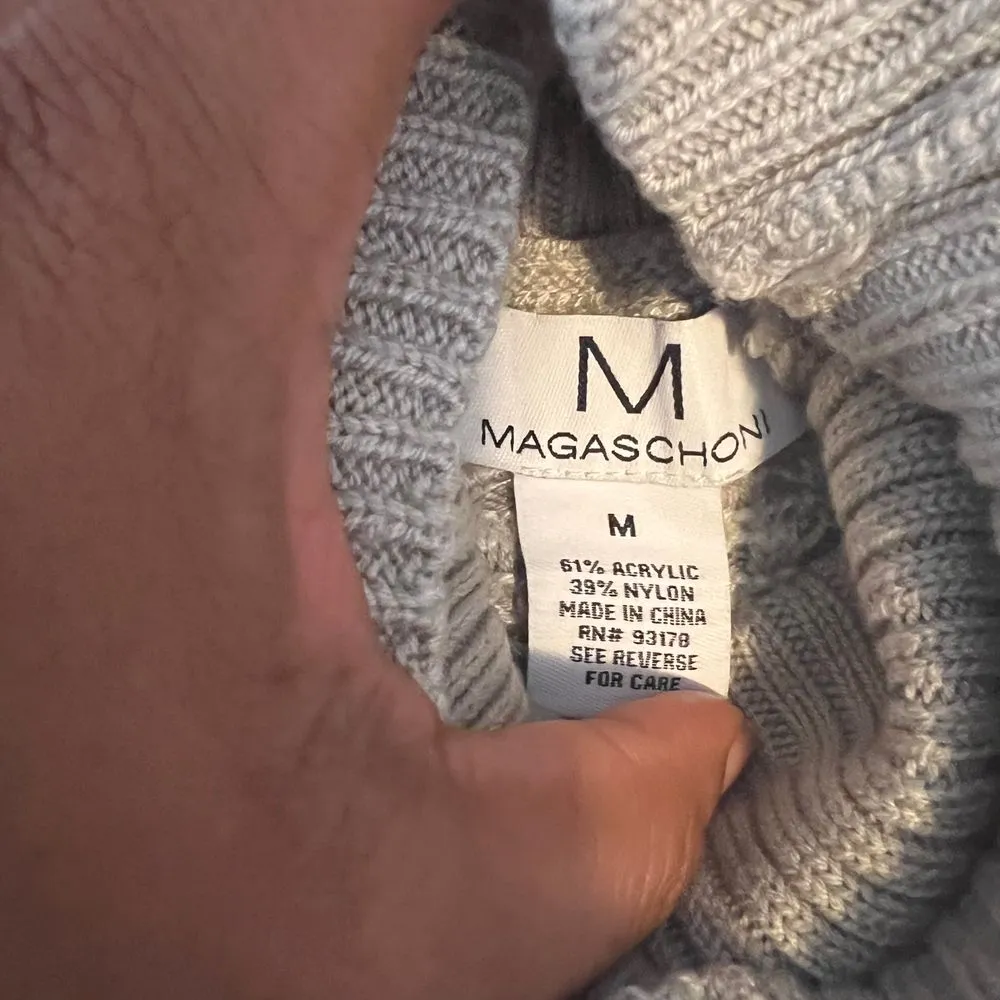 M
MAGASCHONI
M
61% ACRYLIC
39% NYLON
MADE IN CHINA
RN# 93178
SEE REVERSE
FOR CARE